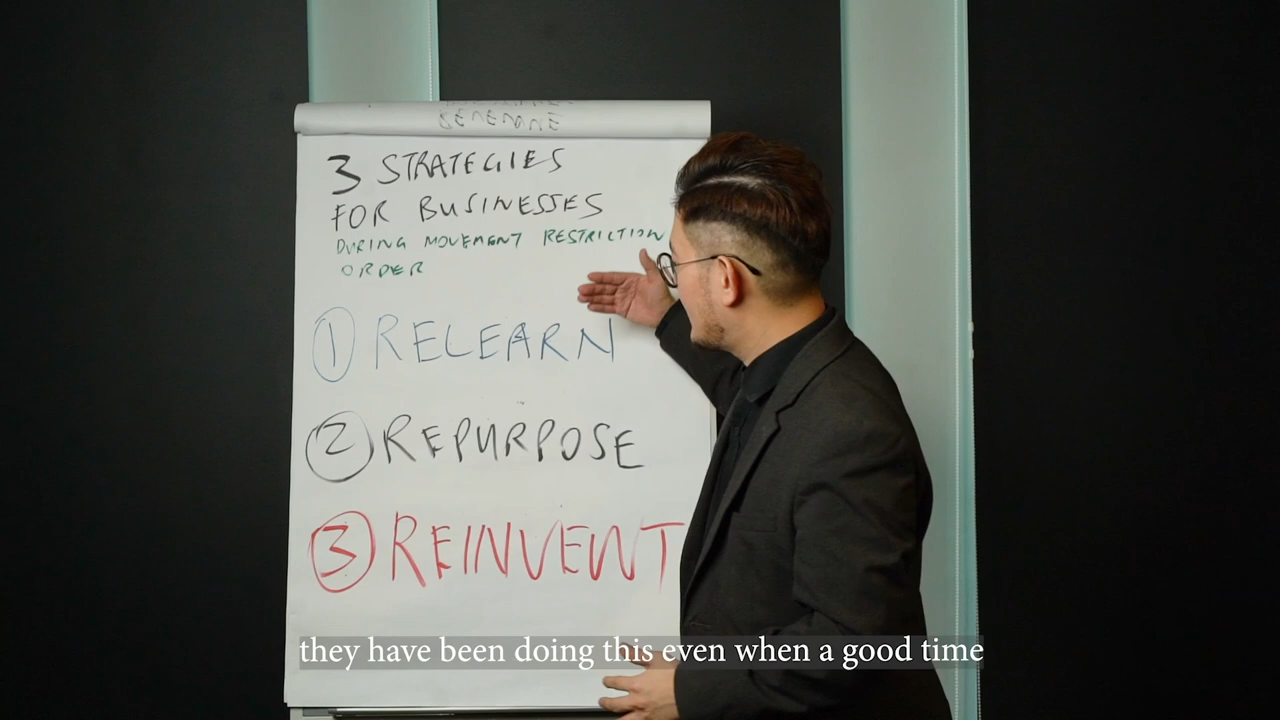 3 STRATEGIES
FOR BUSINESSES
DURING MOVEMENT RESTRICTION
ORDER
1 RELEARN
2 REPURPOSE
3 REINVENT
they have been doing this even when a good time